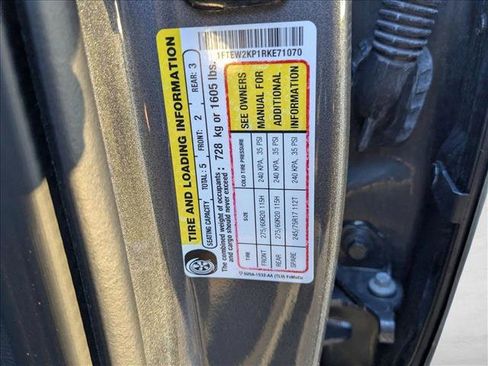 1FTEW2KP1RKE71070
TIRE AND LOADING INFORMATION
SEATING CAPACITY TOTAL: 5 FRONT: 2 REAR: 3
The combined weight of occupants : 728 kg or 1605 lbs.
and cargo should never exceed
TIRE SIZE COLD TIRE PRESSURE
FRONT 275/60R20 115H 240 KPA, 35 PSI
REAR 275/60R20 115H 240 KPA, 35 PSI
SPARE 245/75R17 112T 240 KPA, 35 PSI
SEE OWNERS
MANUAL FOR
ADDITIONAL
INFORMATION